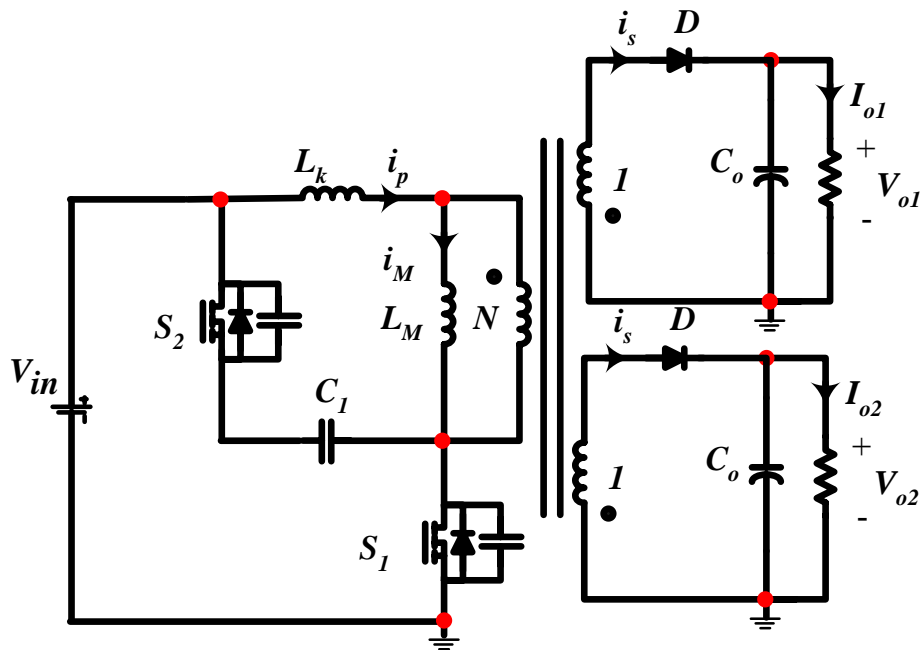 i_s D
I_o1
L_k i_p
1 C_o + V_o1 -
i_M
S_2 L_M N
i_s D
V_in
C_1
I_o2
1 C_o + V_o2 -
S_1